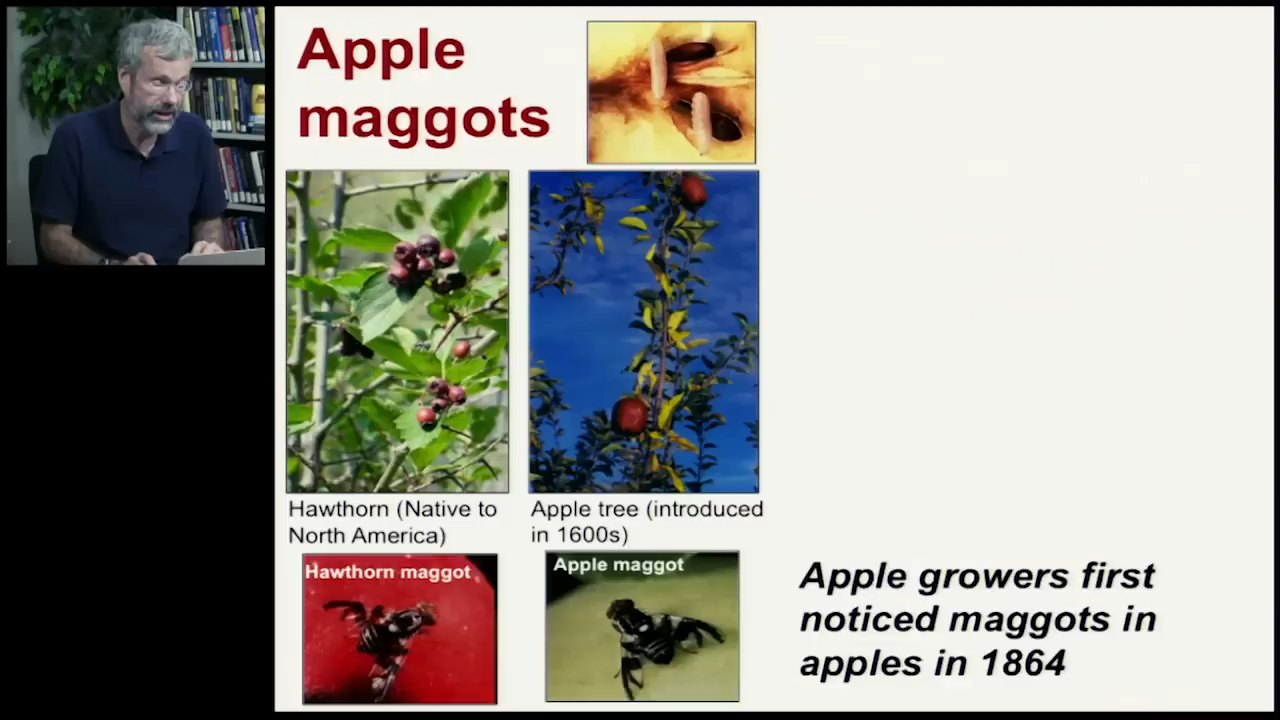 Apple
maggots
Hawthorn (Native to
North America)
Apple tree (introduced
in 1600s)
Hawthorn maggot
Apple maggot
Apple growers first
noticed maggots in
apples in 1864